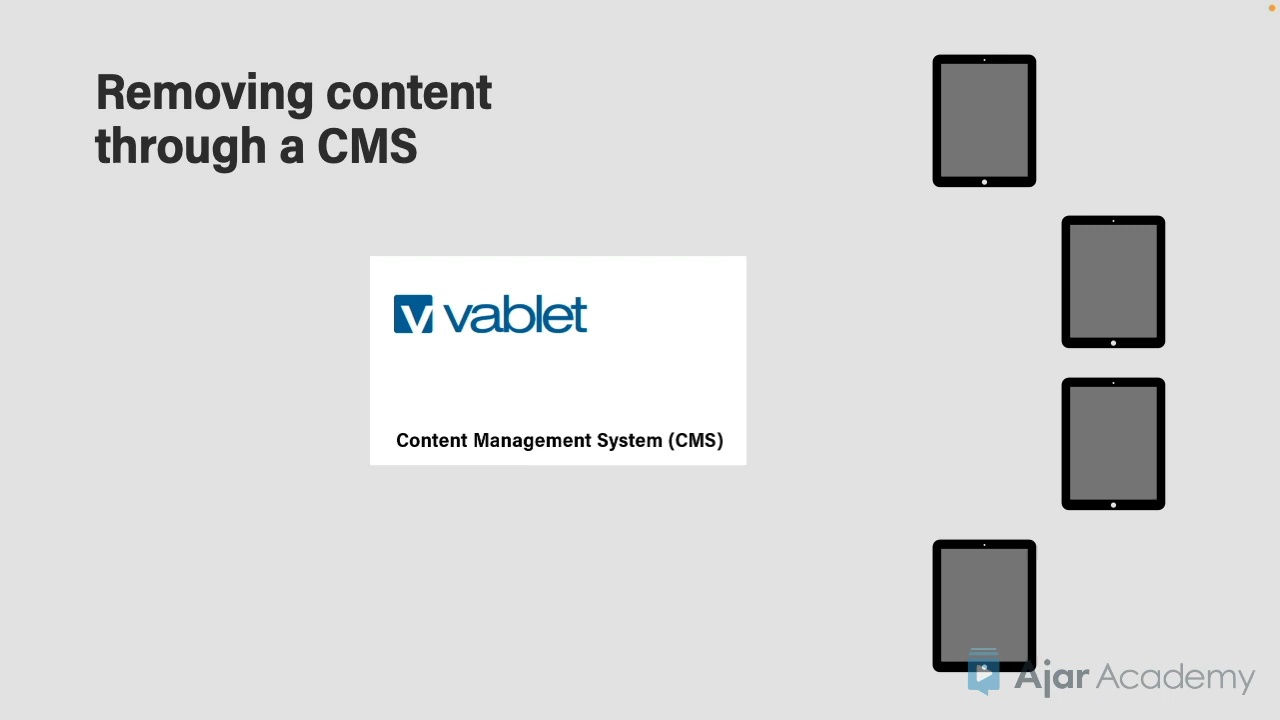 Removing content
through a CMS
vablet
Content Management System (CMS)
Ajar Academy